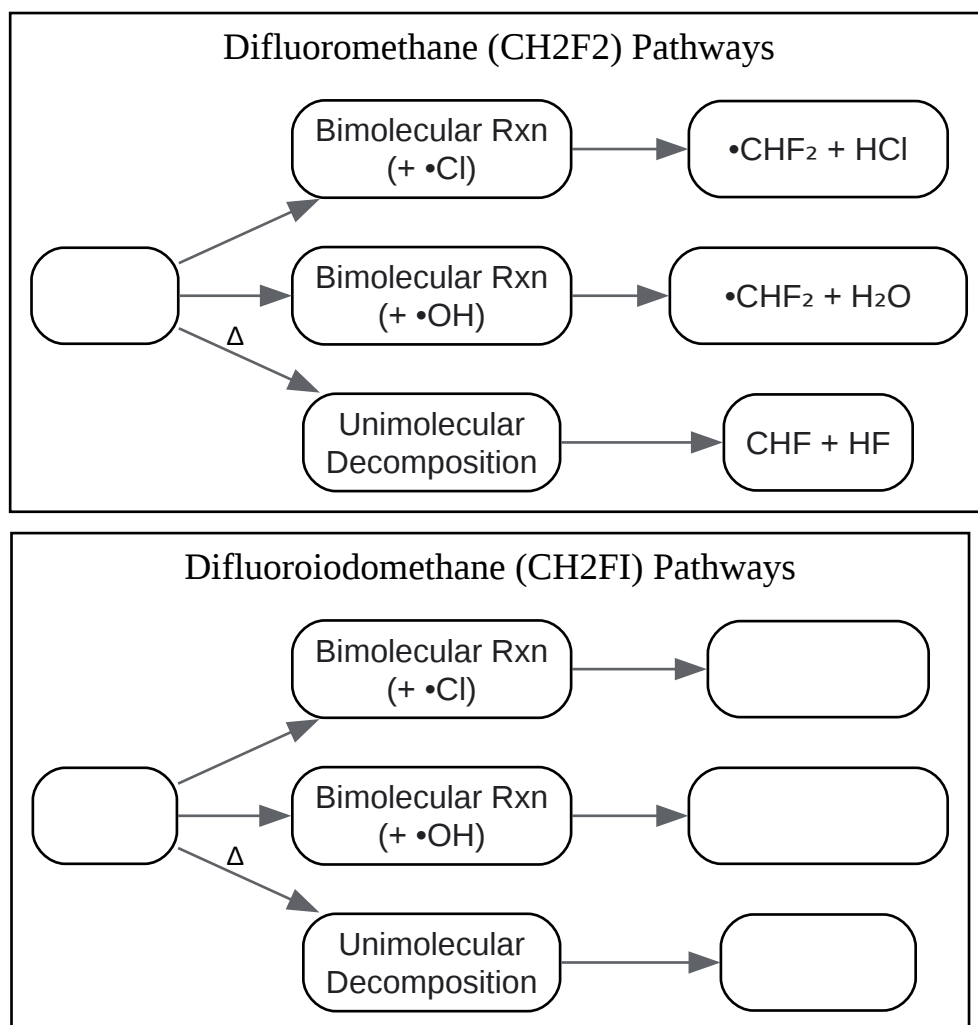 Difluoromethane (CH2F2) Pathways
Bimolecular Rxn
(+ •Cl)
•CHF₂ + HCl
Bimolecular Rxn
(+ •OH)
•CHF₂ + H₂O
Δ
Unimolecular
Decomposition
CHF + HF
Difluoroiodomethane (CH2FI) Pathways
Bimolecular Rxn
(+ •Cl)
Bimolecular Rxn
(+ •OH)
Δ
Unimolecular
Decomposition